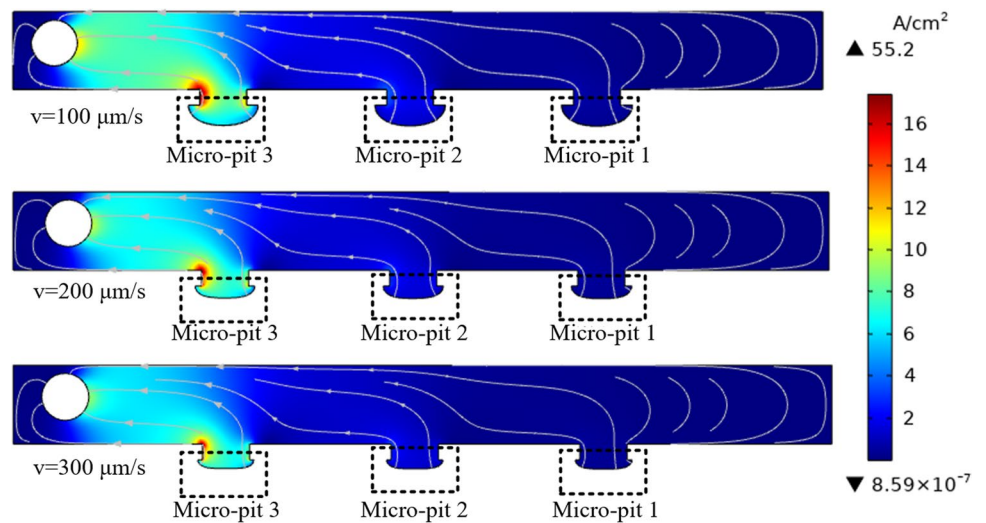 A/cm²
▲ 55.2
v=100 μm/s
Micro-pit 3
Micro-pit 2
Micro-pit 1
16
14
12
10
8
6
4
2
v=200 μm/s
Micro-pit 3
Micro-pit 2
Micro-pit 1
v=300 μm/s
Micro-pit 3
Micro-pit 2
Micro-pit 1
▼ 8.59×10⁻⁷